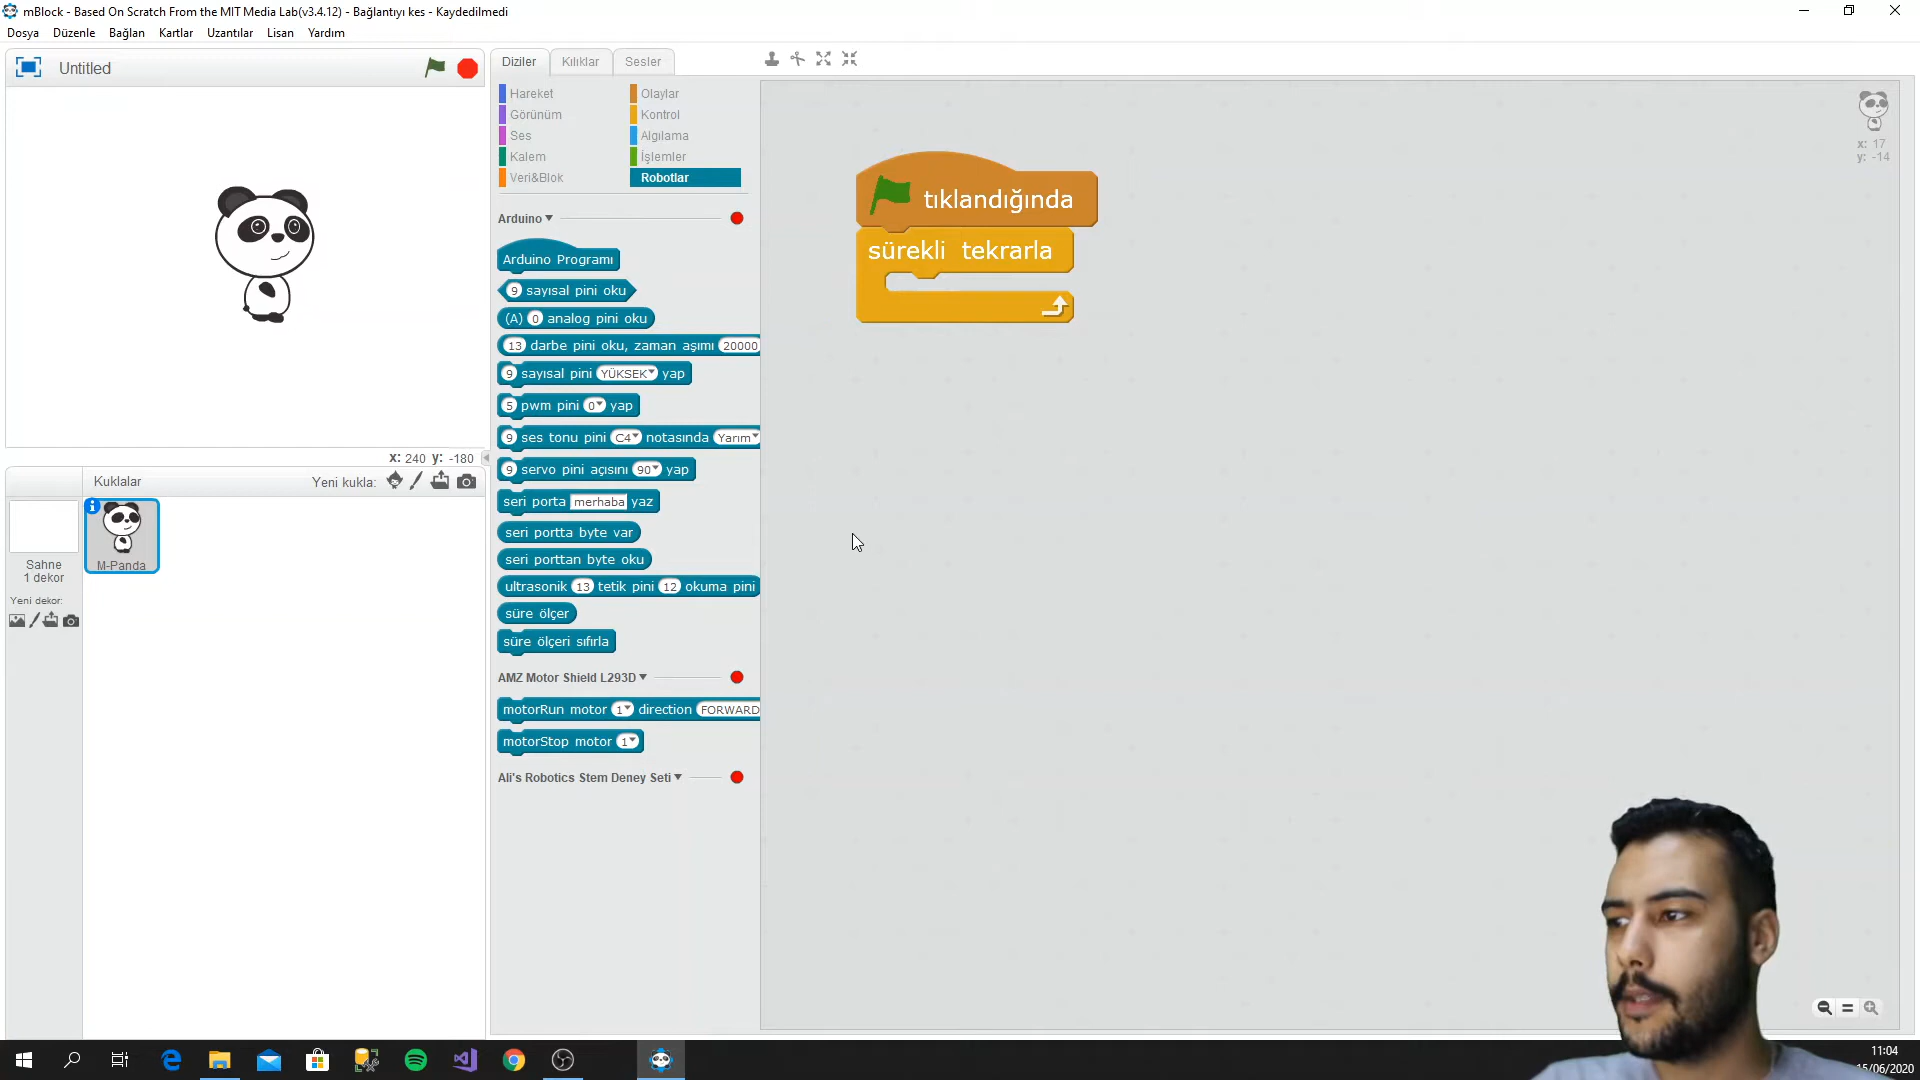 mBlock - Based On Scratch From the MIT Media Lab(v3.4.12) - Bağlantıyı kes - Kaydedilmedi
Dosya Düzenle Bağlan Kartlar Uzantılar Lisan Yardım
Untitled
x: 240 y: -180
Kuklalar
Yeni kukla:
Sahne
1 dekor
Yeni dekor:
M-Panda
Diziler Kılıklar Sesler
Hareket Olaylar
Görünüm Kontrol
Ses Algılama
Kalem İşlemler
Veri&Blok Robotlar
Arduino
Arduino Programı
9 sayısal pini oku
(A) 0 analog pini oku
13 darbe pini oku, zaman aşımı 20000
9 sayısal pini YÜKSEK yap
5 pwm pini 0 yap
9 ses tonu pini C4 notasında Yarım
9 servo pini açısını 90 yap
seri porta merhaba yaz
seri portta byte var
seri porttan byte oku
ultrasonik 13 tetik pini 12 okuma pini
süre ölçer
süre ölçeri sıfırla
AMZ Motor Shield L293D
motorRun motor 1 direction FORWARD
motorStop motor 1
Ali's Robotics Stem Deney Seti
tıklandığında
sürekli tekrarla
x: 17
y: -14
11:04
15/06/2020